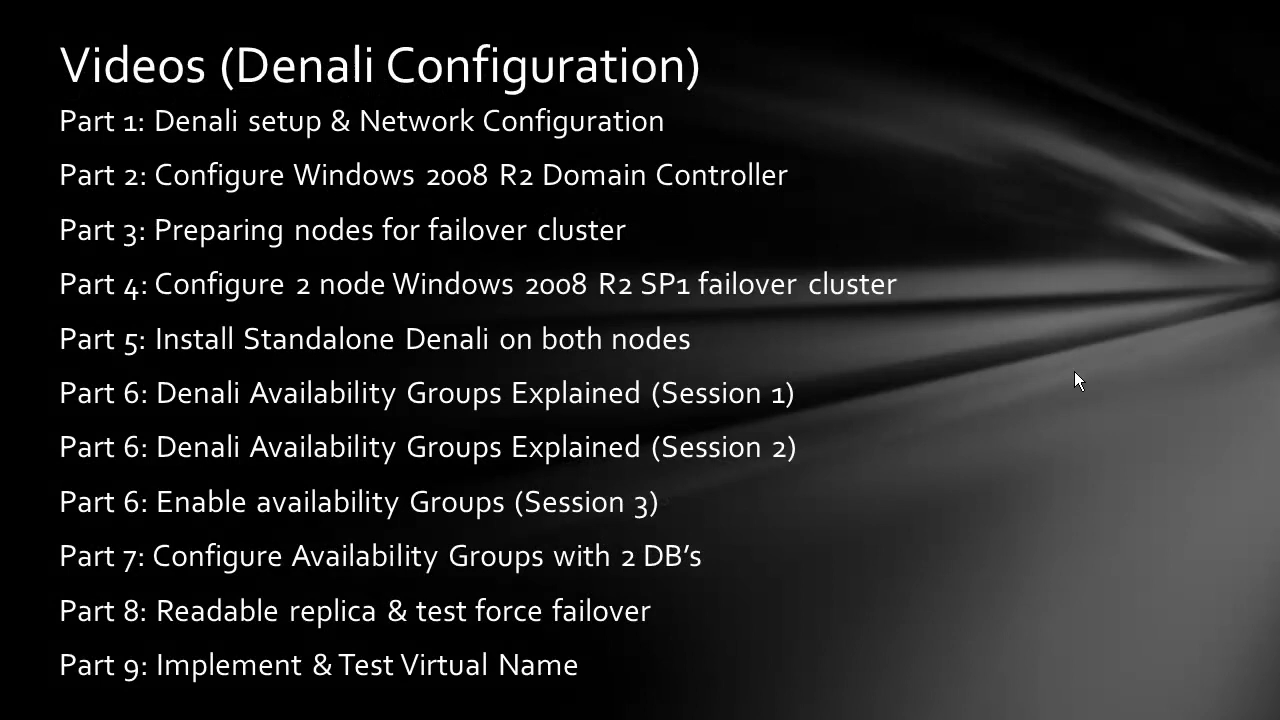 Videos (Denali Configuration)
Part 1: Denali setup & Network Configuration
Part 2: Configure Windows 2008 R2 Domain Controller
Part 3: Preparing nodes for failover cluster
Part 4: Configure 2 node Windows 2008 R2 SP1 failover cluster
Part 5: Install Standalone Denali on both nodes
Part 6: Denali Availability Groups Explained (Session 1)
Part 6: Denali Availability Groups Explained (Session 2)
Part 6: Enable availability Groups (Session 3)
Part 7: Configure Availability Groups with 2 DB’s
Part 8: Readable replica & test force failover
Part 9: Implement & Test Virtual Name